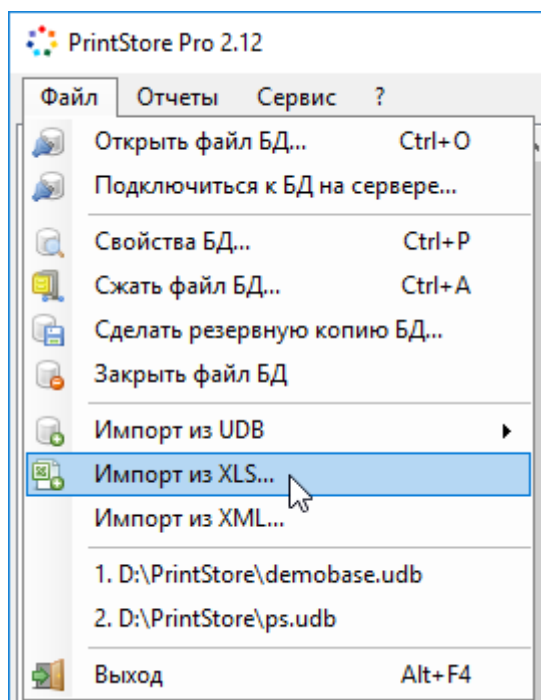 PrintStore Pro 2.12
Файл Отчеты Сервис ?
Открыть файл БД... Ctrl+O
Подключиться к БД на сервере...
Свойства БД... Ctrl+P
Сжать файл БД... Ctrl+A
Сделать резервную копию БД...
Закрыть файл БД
Импорт из UDB
Импорт из XLS...
Импорт из XML...
1. D:\PrintStore\demobase.udb
2. D:\PrintStore\ps.udb
Выход Alt+F4